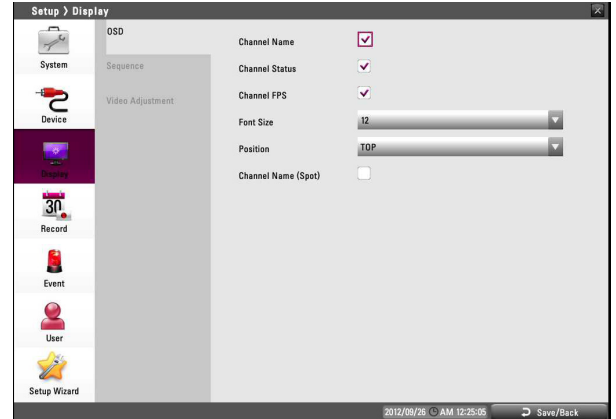 Setup > Display
System
Device
Display
30
Record
Event
User
Setup Wizard
OSD
Sequence
Video Adjustment
Channel Name
Channel Status
Channel FPS
Font Size
12
Position
TOP
Channel Name (Spot)
2012/09/26 AM 12:25:05
Save/Back